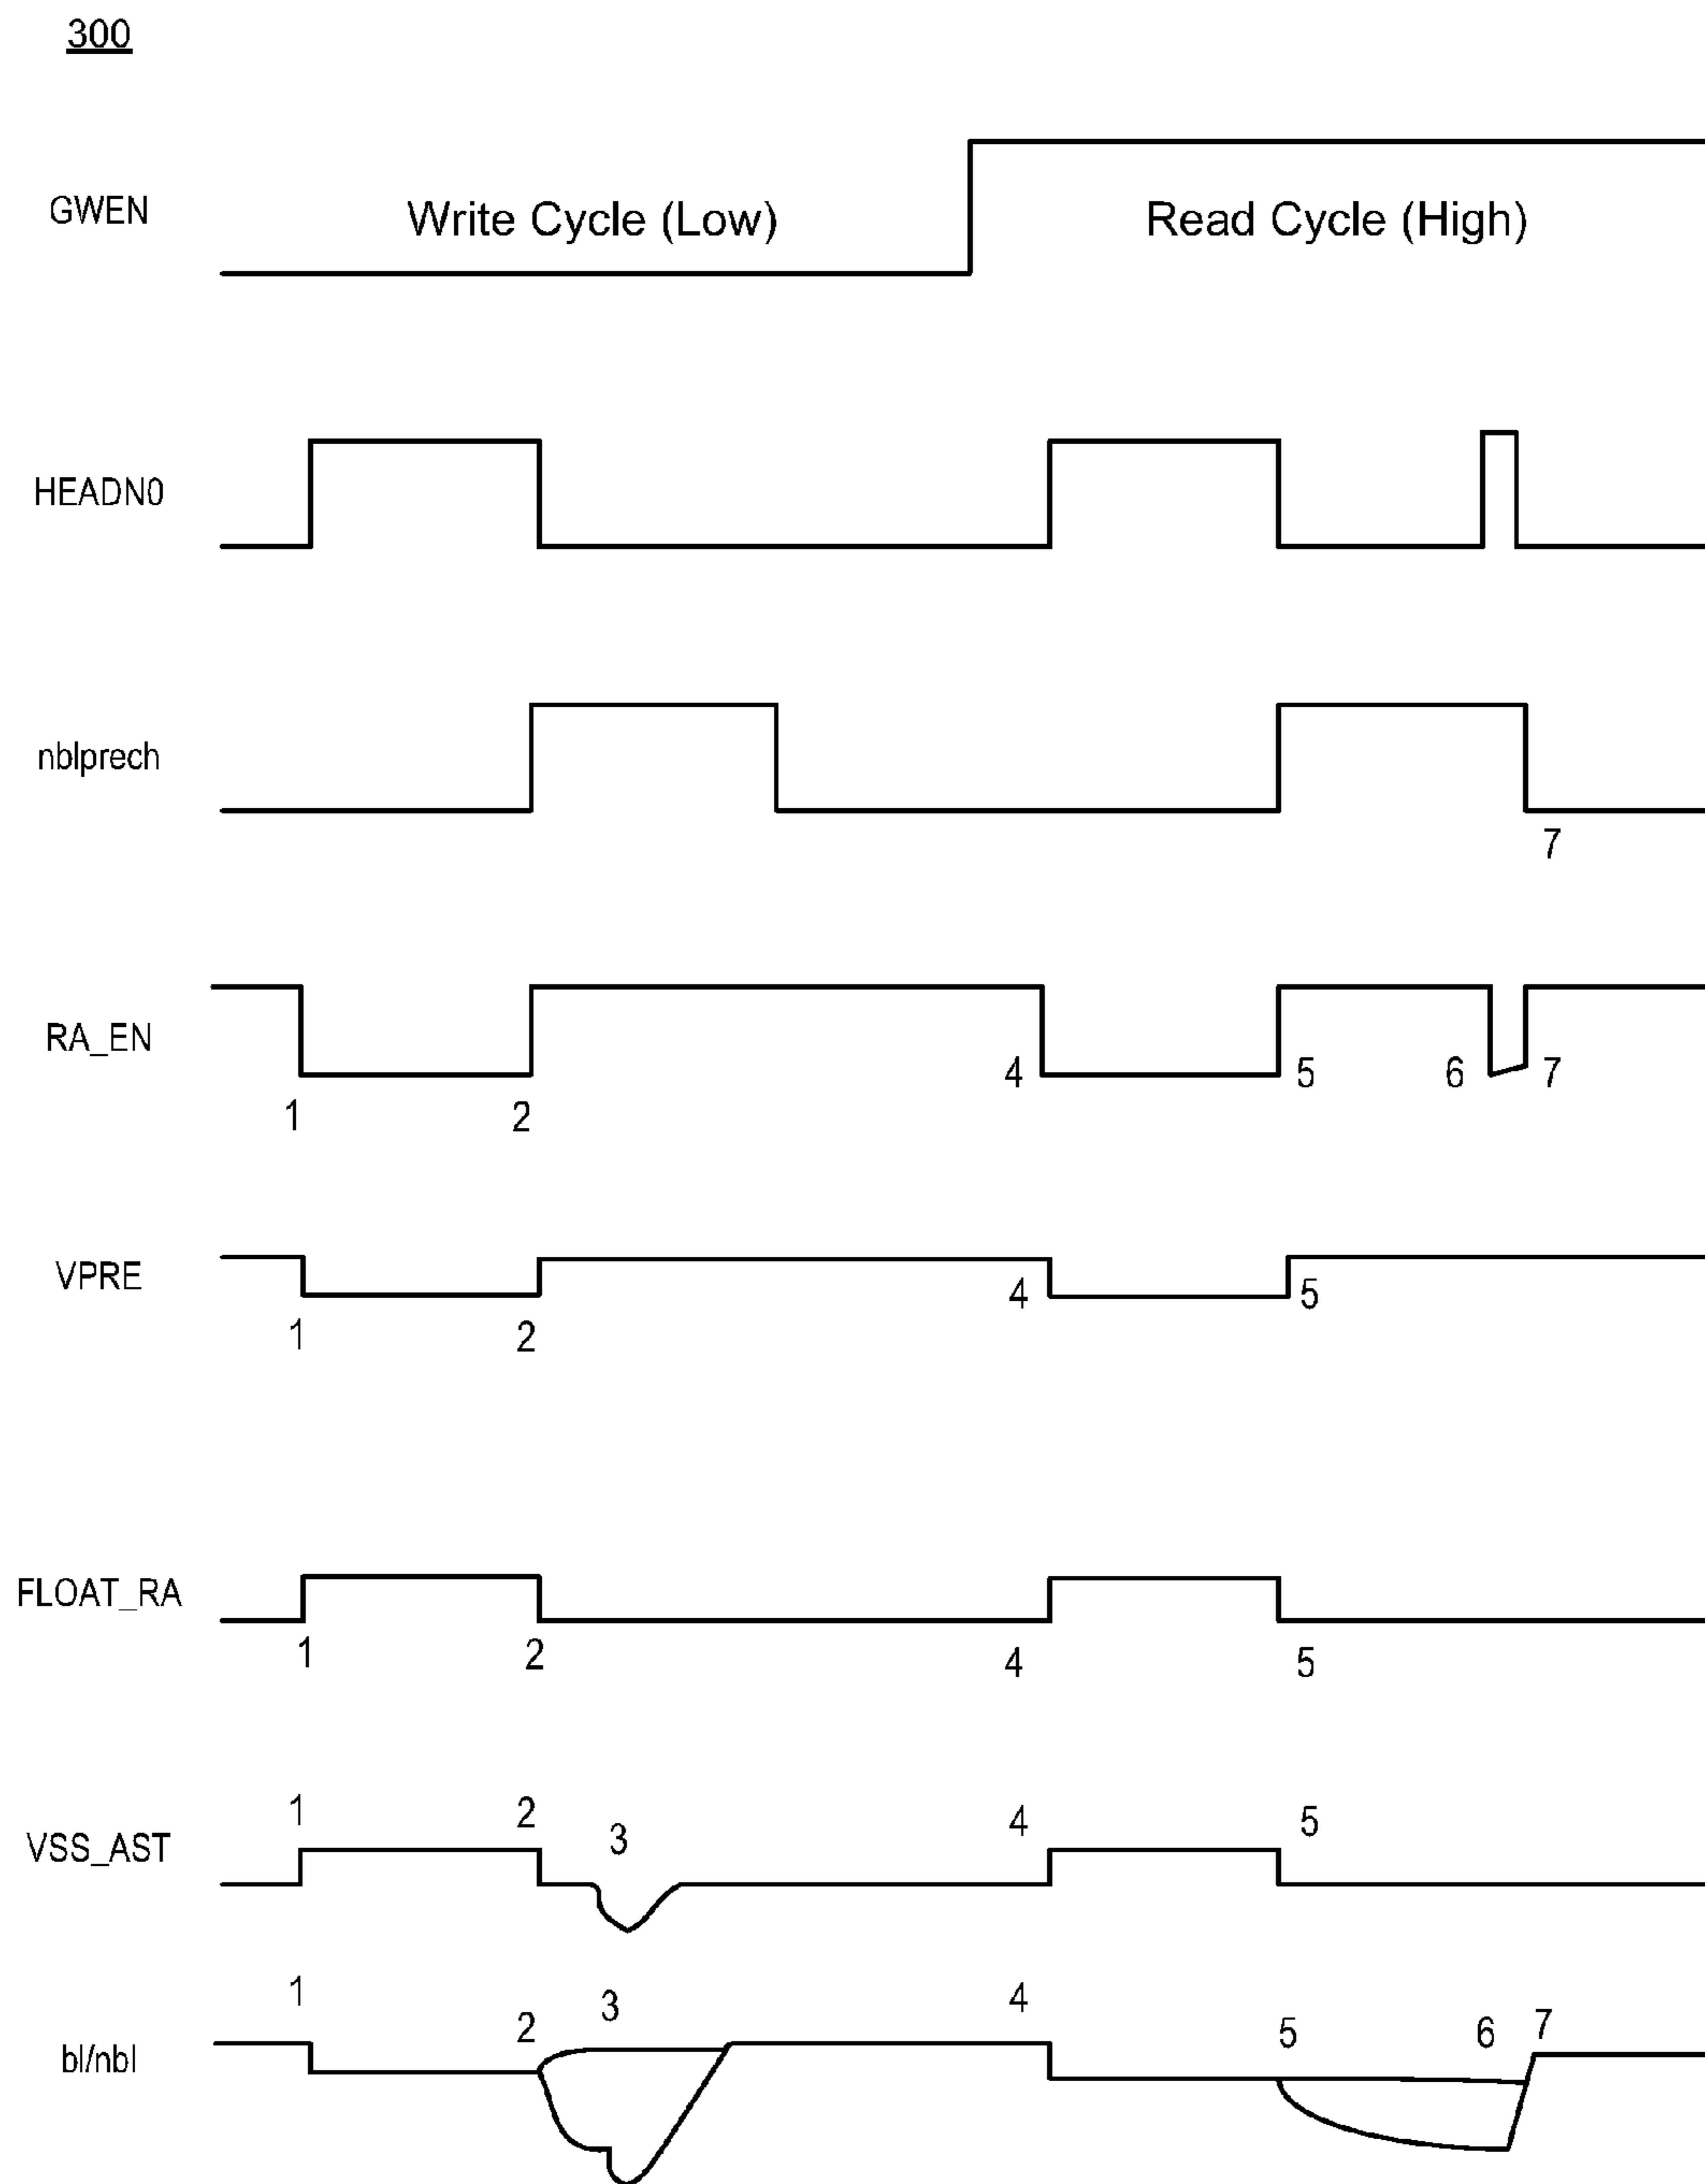 300
GWEN
Write Cycle (Low)
Read Cycle (High)
HEADN0
nblprech
7
RA_EN
4
5
6
7
1
2
VPRE
4
5
1
2
FLOAT_RA
1
2
4
5
VSS_AST
1
2
3
4
5
bl/nbl
1
2
3
4
5
6
7